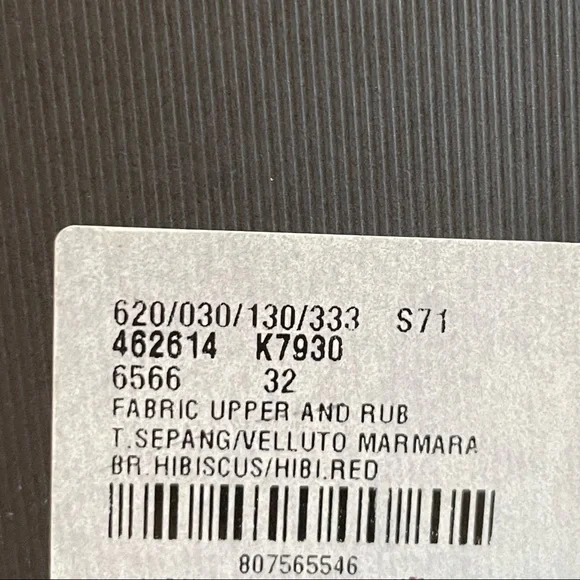 620/030/130/333 S71
462614 K7930
6566 32
FABRIC UPPER AND RUB
T.SEPANG/VELLUTO MARMARA
BR.HIBISCUS/HIBI.RED
807565546